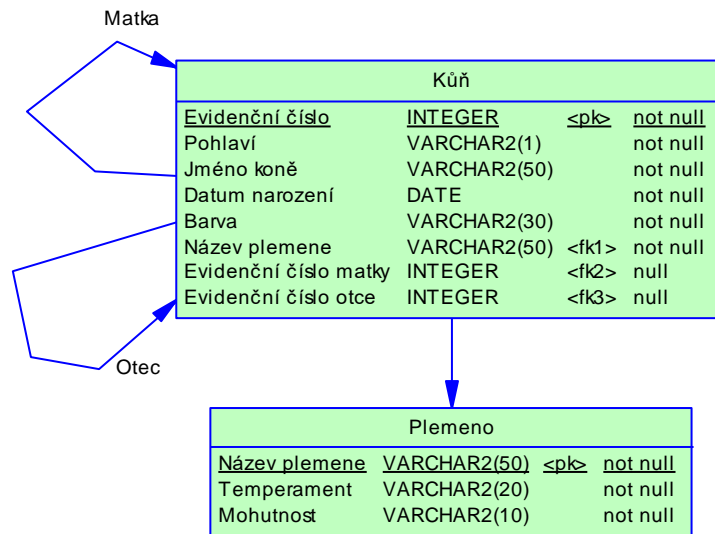 Matka
Kůň
Evidenční číslo INTEGER <pk> not null
Pohlaví VARCHAR2(1) not null
Jméno koně VARCHAR2(50) not null
Datum narození DATE not null
Barva VARCHAR2(30) not null
Název plemene VARCHAR2(50) <fk1> not null
Evidenční číslo matky INTEGER <fk2> null
Evidenční číslo otce INTEGER <fk3> null
Otec
Plemeno
Název plemene VARCHAR2(50) <pk> not null
Temperament VARCHAR2(20) not null
Mohutnost VARCHAR2(10) not null